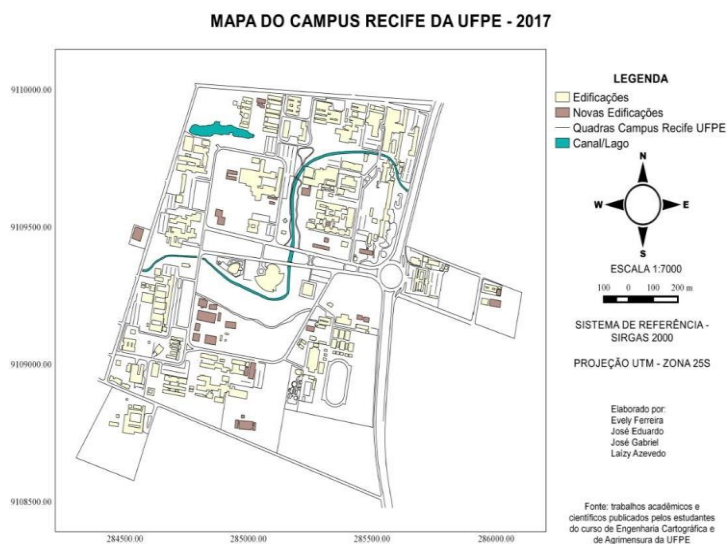 MAPA DO CAMPUS RECIFE DA UFPE - 2017
9110000.00
9109500.00
9109000.00
9108500.00
284500.00
285000.00
285500.00
286000.00
LEGENDA
Edificações
Novas Edificações
Quadras Campus Recife UFPE
Canal/Lago
N
W
E
S
ESCALA 1:7000
100 0 100 200 m
SISTEMA DE REFERÊNCIA -
SIRGAS 2000
PROJEÇÃO UTM - ZONA 25S
Elaborado por:
Evely Ferreira
José Eduardo
José Gabriel
Laízy Azevedo
Fonte: trabalhos acadêmicos e
científicos publicados pelos estudantes
do curso de Engenharia Cartográfica e
de Agrimensura da UFPE